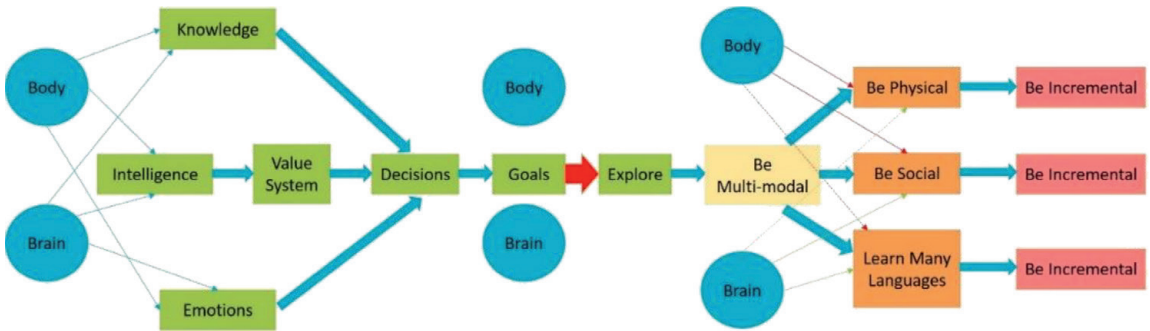 Knowledge
Body
Body
Body
Be Physical
Be Incremental
Intelligence
Value
System
Decisions
Goals
Explore
Be
Multi-modal
Be Social
Be Incremental
Brain
Brain
Brain
Learn Many
Languages
Be Incremental
Emotions